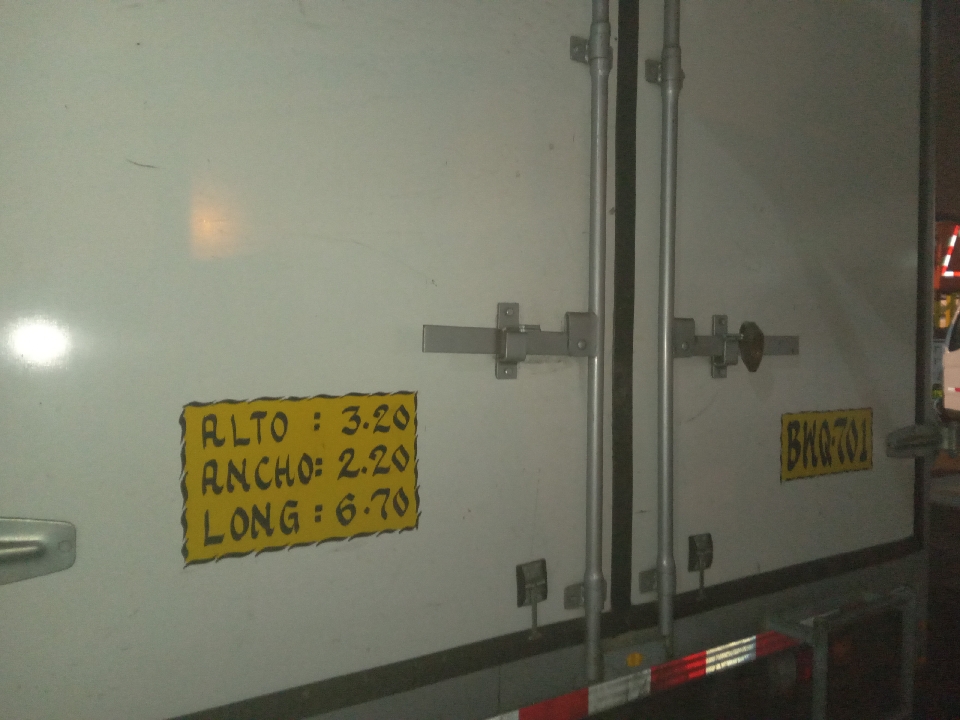 ALTO : 3.20
ANCHO: 2.20
LONG : 6.70
BWQ-701